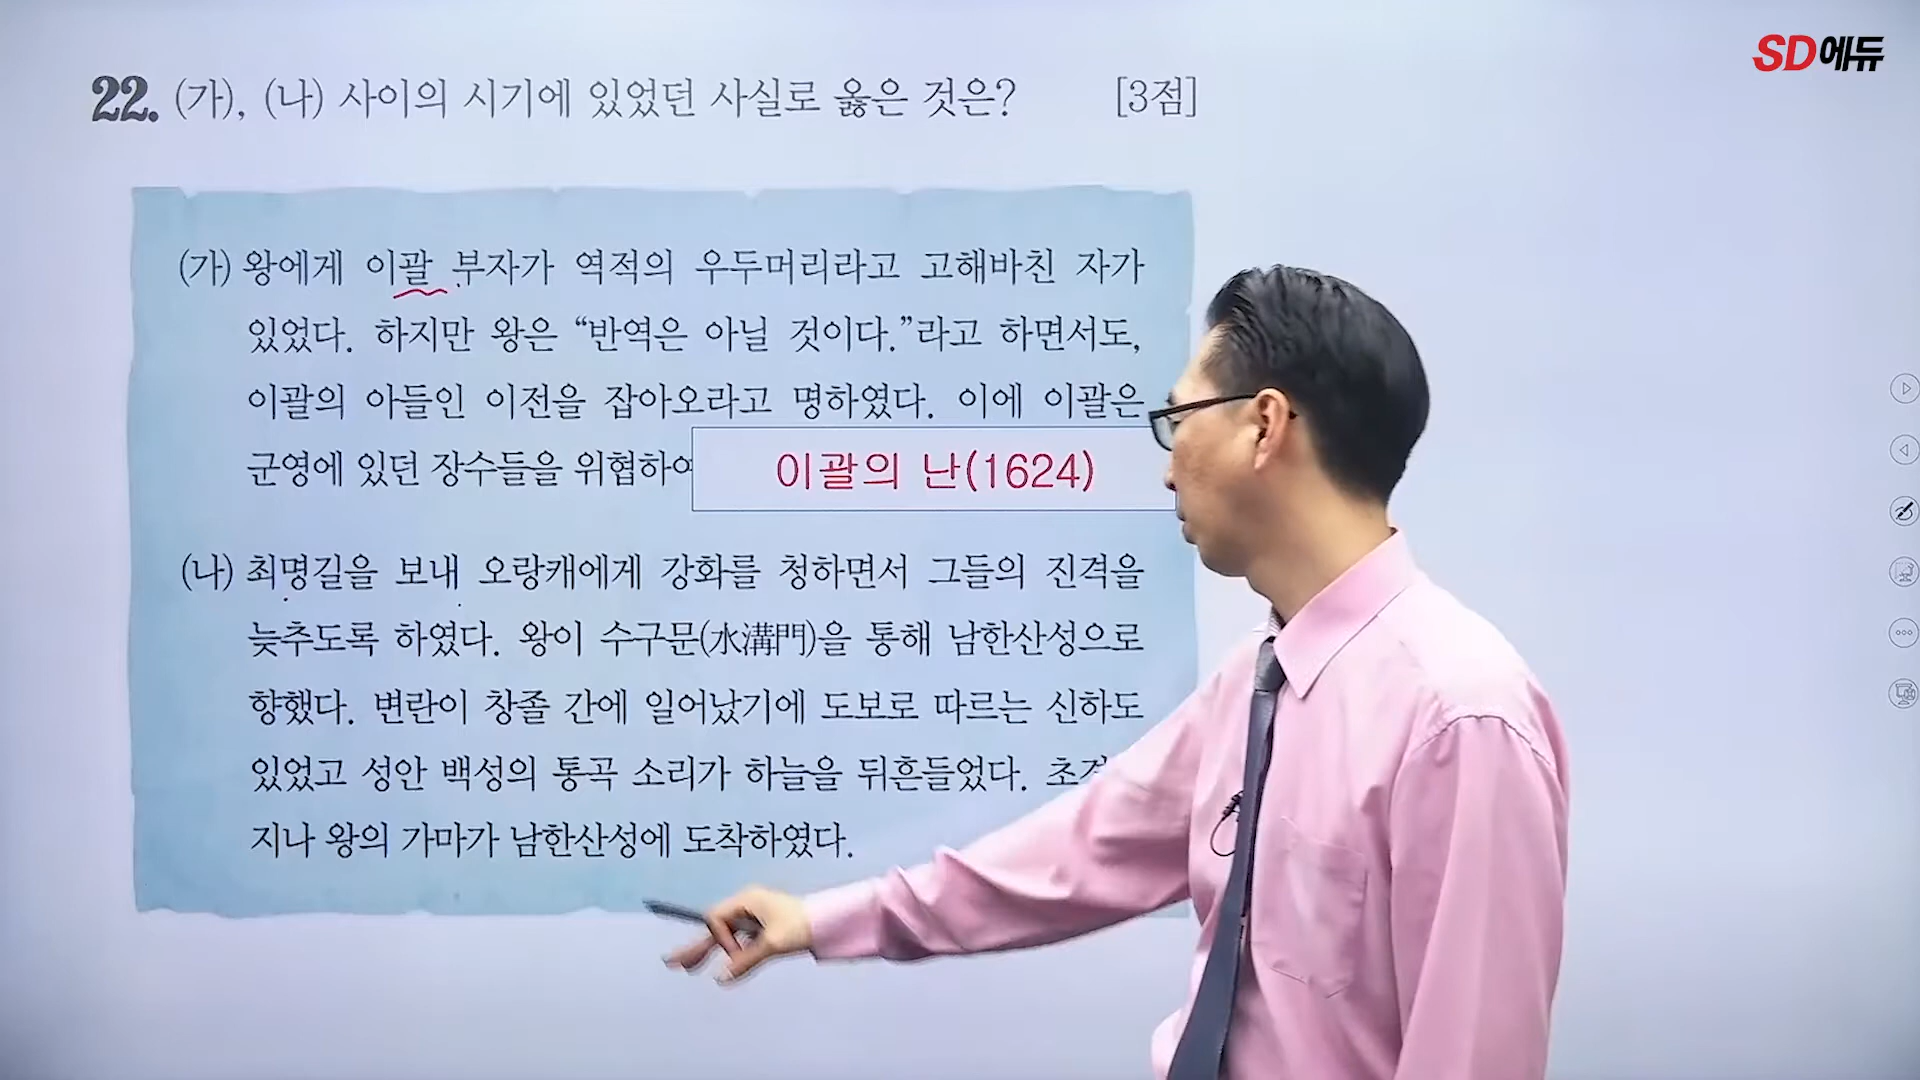 SD에듀
22. (가), (나) 사이의 시기에 있었던 사실로 옳은 것은? [3점]
(가) 왕에게 이괄 부자가 역적의 우두머리라고 고해바친 자가
있었다. 하지만 왕은 “반역은 아닐 것이다.”라고 하면서도,
이괄의 아들인 이전을 잡아오라고 명하였다. 이에 이괄은
군영에 있던 장수들을 위협하여
이괄의 난(1624)
(나) 최명길을 보내 오랑캐에게 강화를 청하면서 그들의 진격을
늦추도록 하였다. 왕이 수구문(水溝門)을 통해 남한산성으로
향했다. 변란이 창졸 간에 일어났기에 도보로 따르는 신하도
있었고 성안 백성의 통곡 소리가 하늘을 뒤흔들었다.
지나 왕의 가마가 남한산성에 도착하였다.